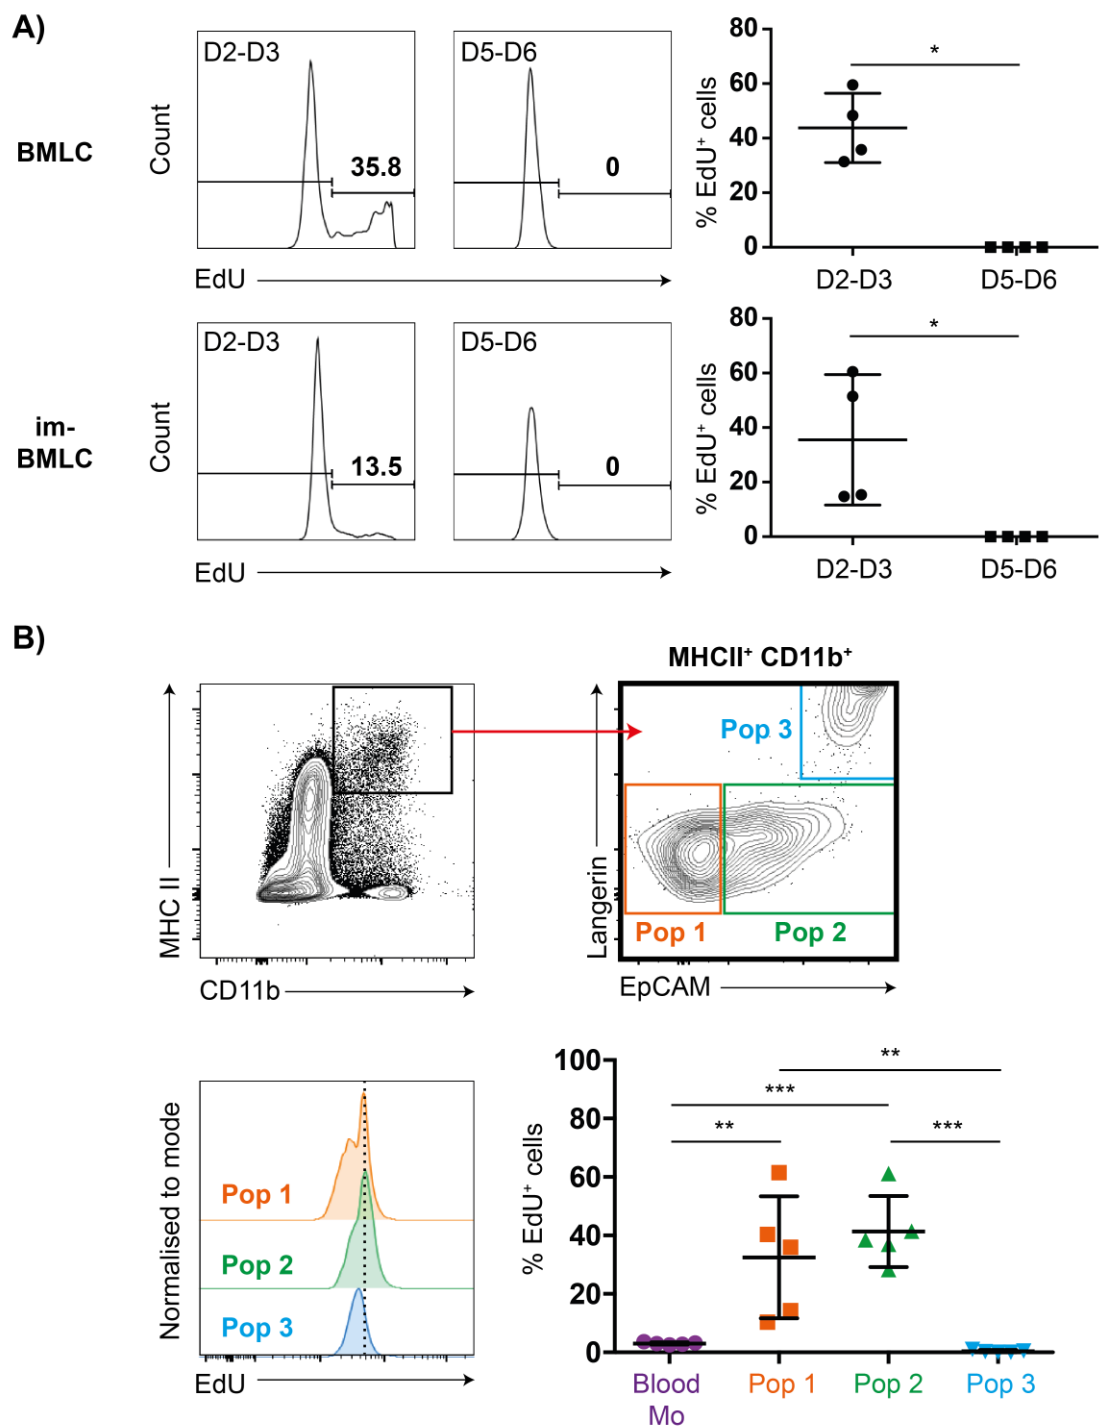 A)
BMLC
Count
D2-D3
35.8
D5-D6
0
EdU
% EdU⁺ cells
80
60
40
20
0
*
D2-D3
D5-D6
im-
BMLC
Count
D2-D3
13.5
D5-D6
0
EdU
% EdU⁺ cells
80
60
40
20
0
*
D2-D3
D5-D6
B)
MHC II
CD11b
MHCII⁺ CD11b⁺
Langerin
Pop 3
Pop 1
Pop 2
EpCAM
Normalised to mode
Pop 1
Pop 2
Pop 3
EdU
% EdU⁺ cells
100
80
60
40
20
0
**
***
**
***
Blood
Mo
Pop 1
Pop 2
Pop 3